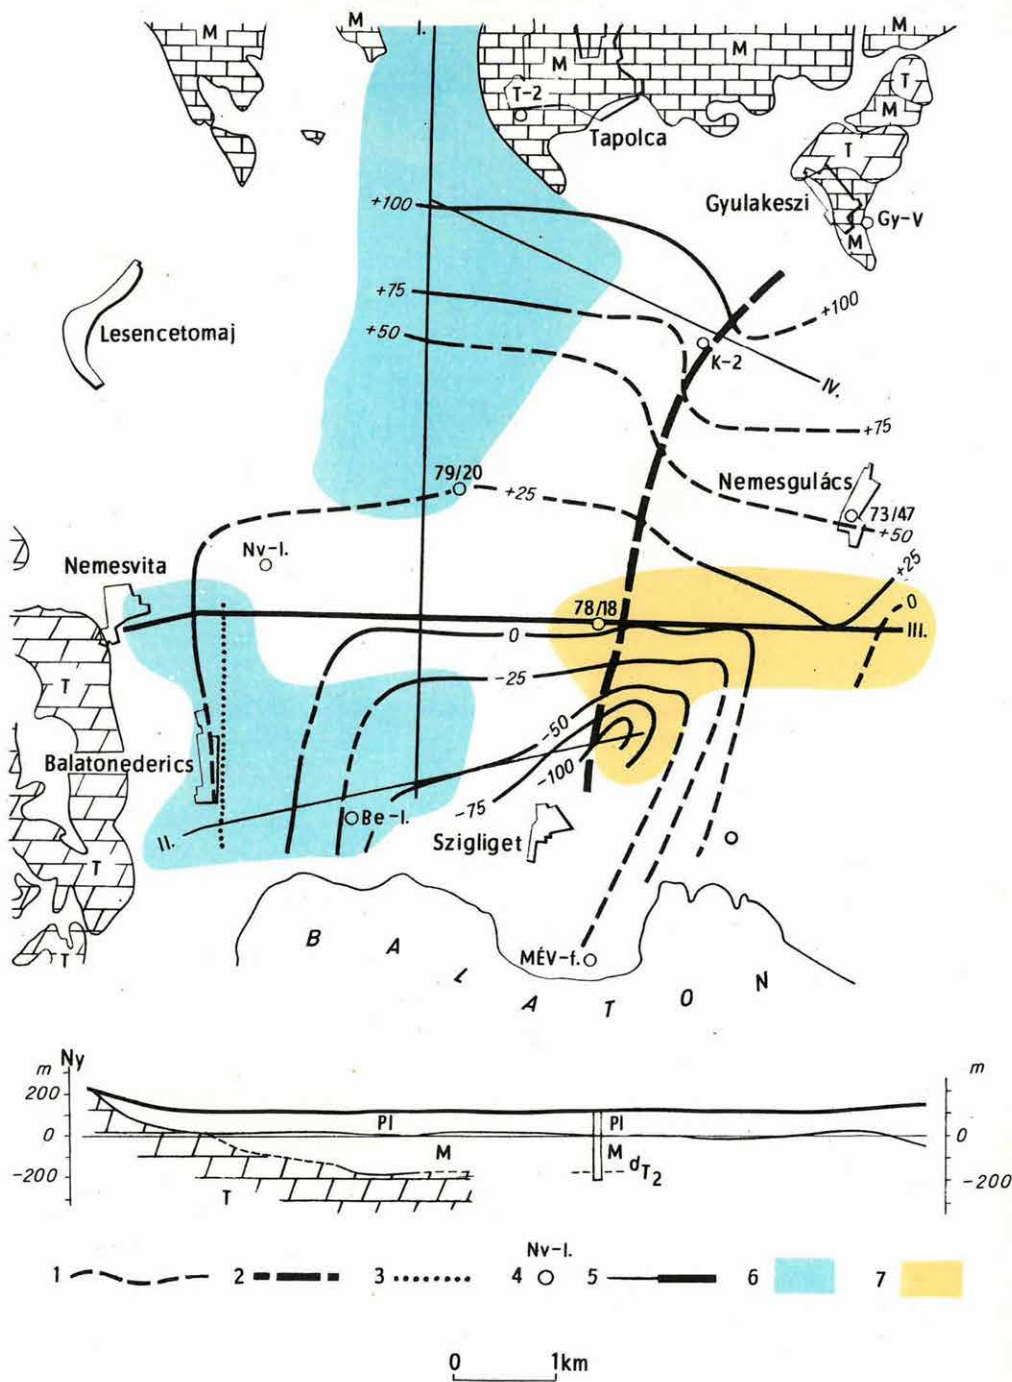 M
M
I.
M
M
M
T-2
Tapolca
T
M
T
Gyulakeszi
Gy-V
M
+100
+75
+50
+100
Lesencetomaj
K-2
IV.
+75
79/20
+25
Nemesgulács
73/47
+50
Nv-I.
Nemesvita
+25
0
78/18
III.
0
T
-25
-50
Balatonederics
-100
-75
II.
Be-I.
Szigliget
T
T
MÉV-f.
B A L A T O N
m Ny m
200
Pl Pl
0 0
M M
dT2
-200 -200
T
Nv-I.
1 2 3 4 5 6 7
0 1km